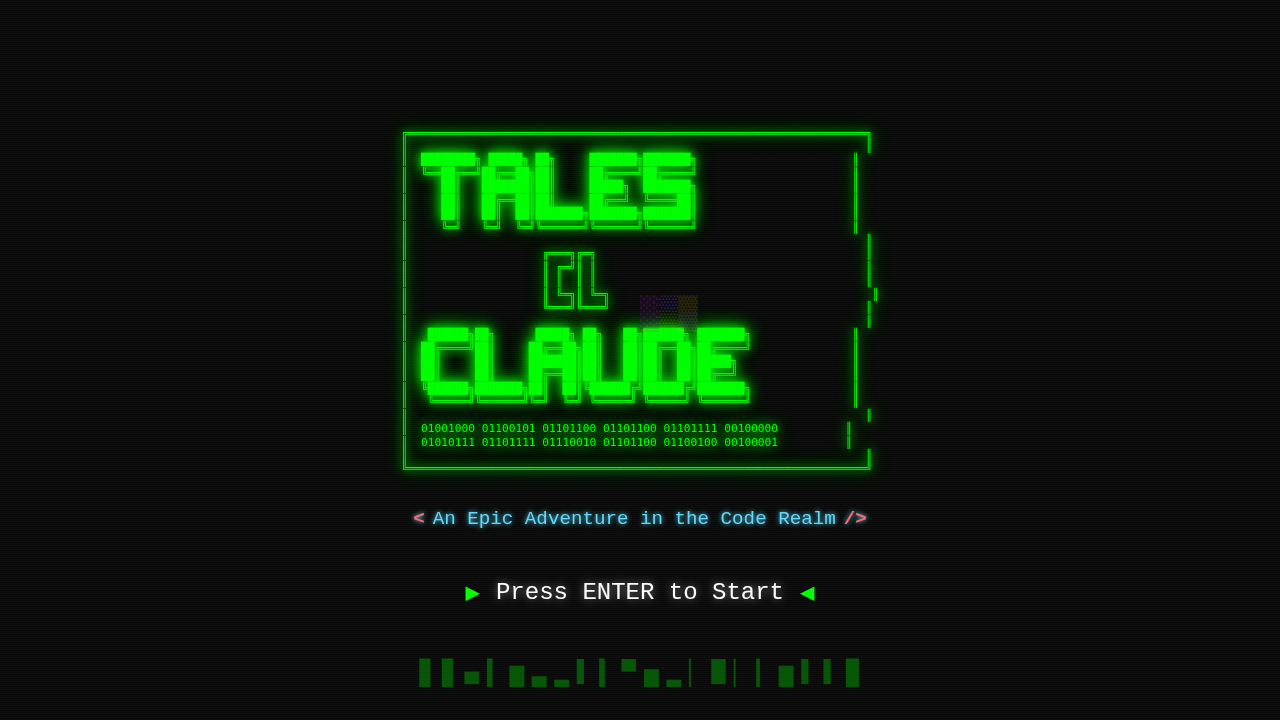 TALES
CLAUDE
01001000 01100101 01101100 01101100 01101111 00100000
01010111 01101111 01110010 01101100 01100100 00100001
< An Epic Adventure in the Code Realm />
▶ Press ENTER to Start ◀